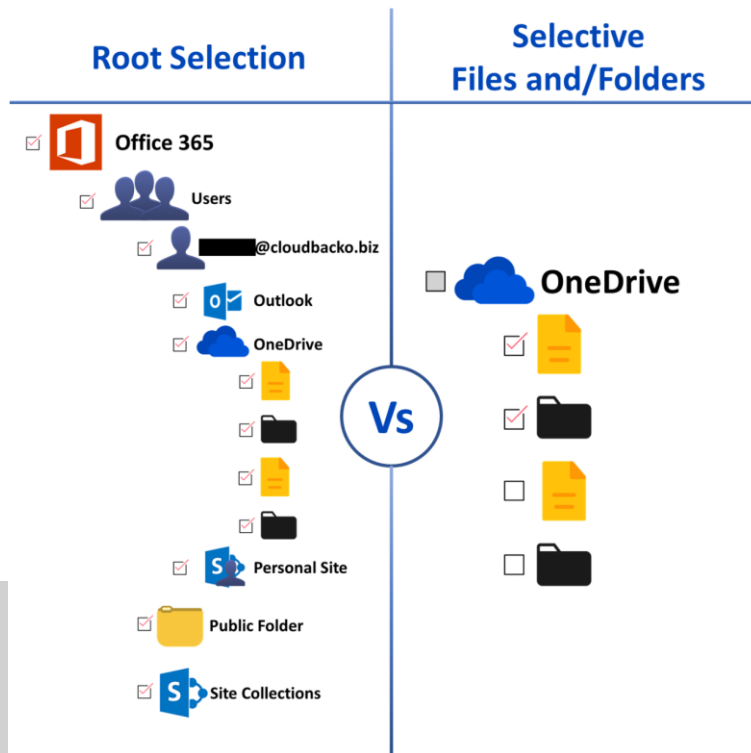 Root Selection
Selective
Files and/Folders
Office 365
Users
@cloudbacko.biz
Outlook
OneDrive
Personal Site
Public Folder
Site Collections
Vs
OneDrive